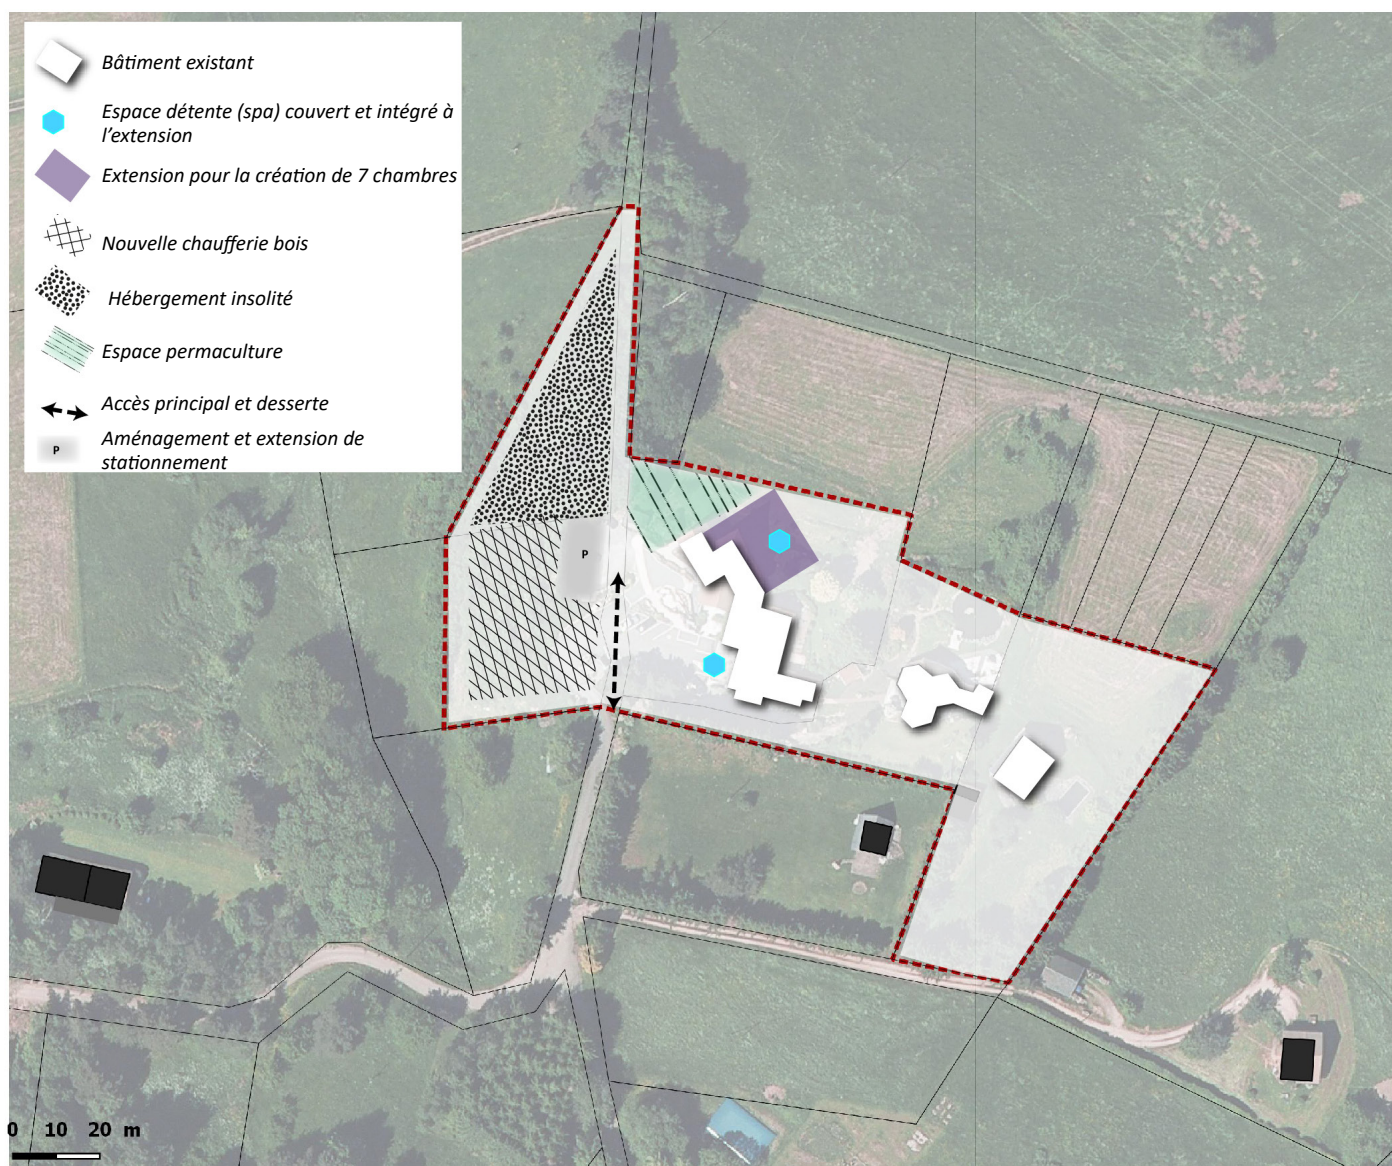 Bâtiment existant
Espace détente (spa) couvert et intégré à
l'extension
Extension pour la création de 7 chambres
Nouvelle chaufferie bois
Hébergement insolité
Espace permaculture
Accès principal et desserte
P
Aménagement et extension de
stationnement
P
0 10 20 m